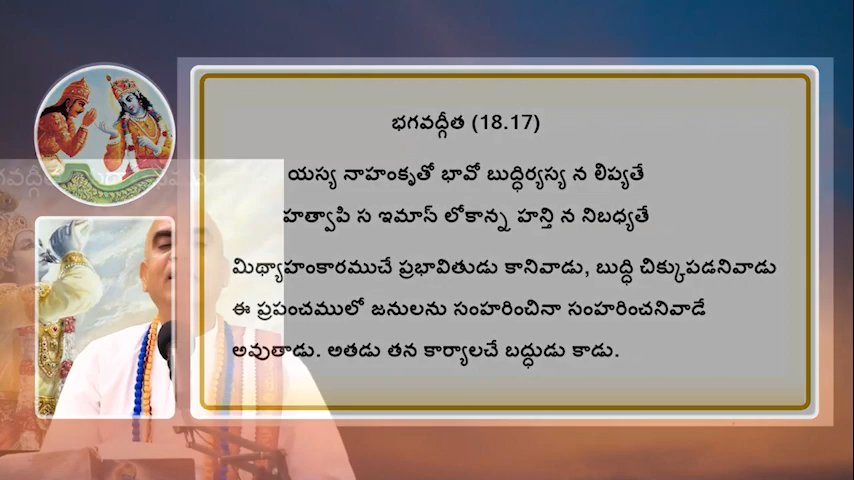 భగవద్గీత (18.17)
యస్య నాహంకృతో భావో బుద్ధిర్యస్య న లిప్యతే
హత్వాపి స ఇమాన్ లోకాన్న హన్తి న నిబధ్యతే
మిథ్యాహంకారముచే ప్రభావితుడు కానివాడు, బుద్ధి చిక్కుపడనివాడు
ఈ ప్రపంచములో జనులను సంహరించినా సంహరించనివాడే
అవుతాడు. అతడు తన కార్యాలచే బద్ధుడు కాడు.